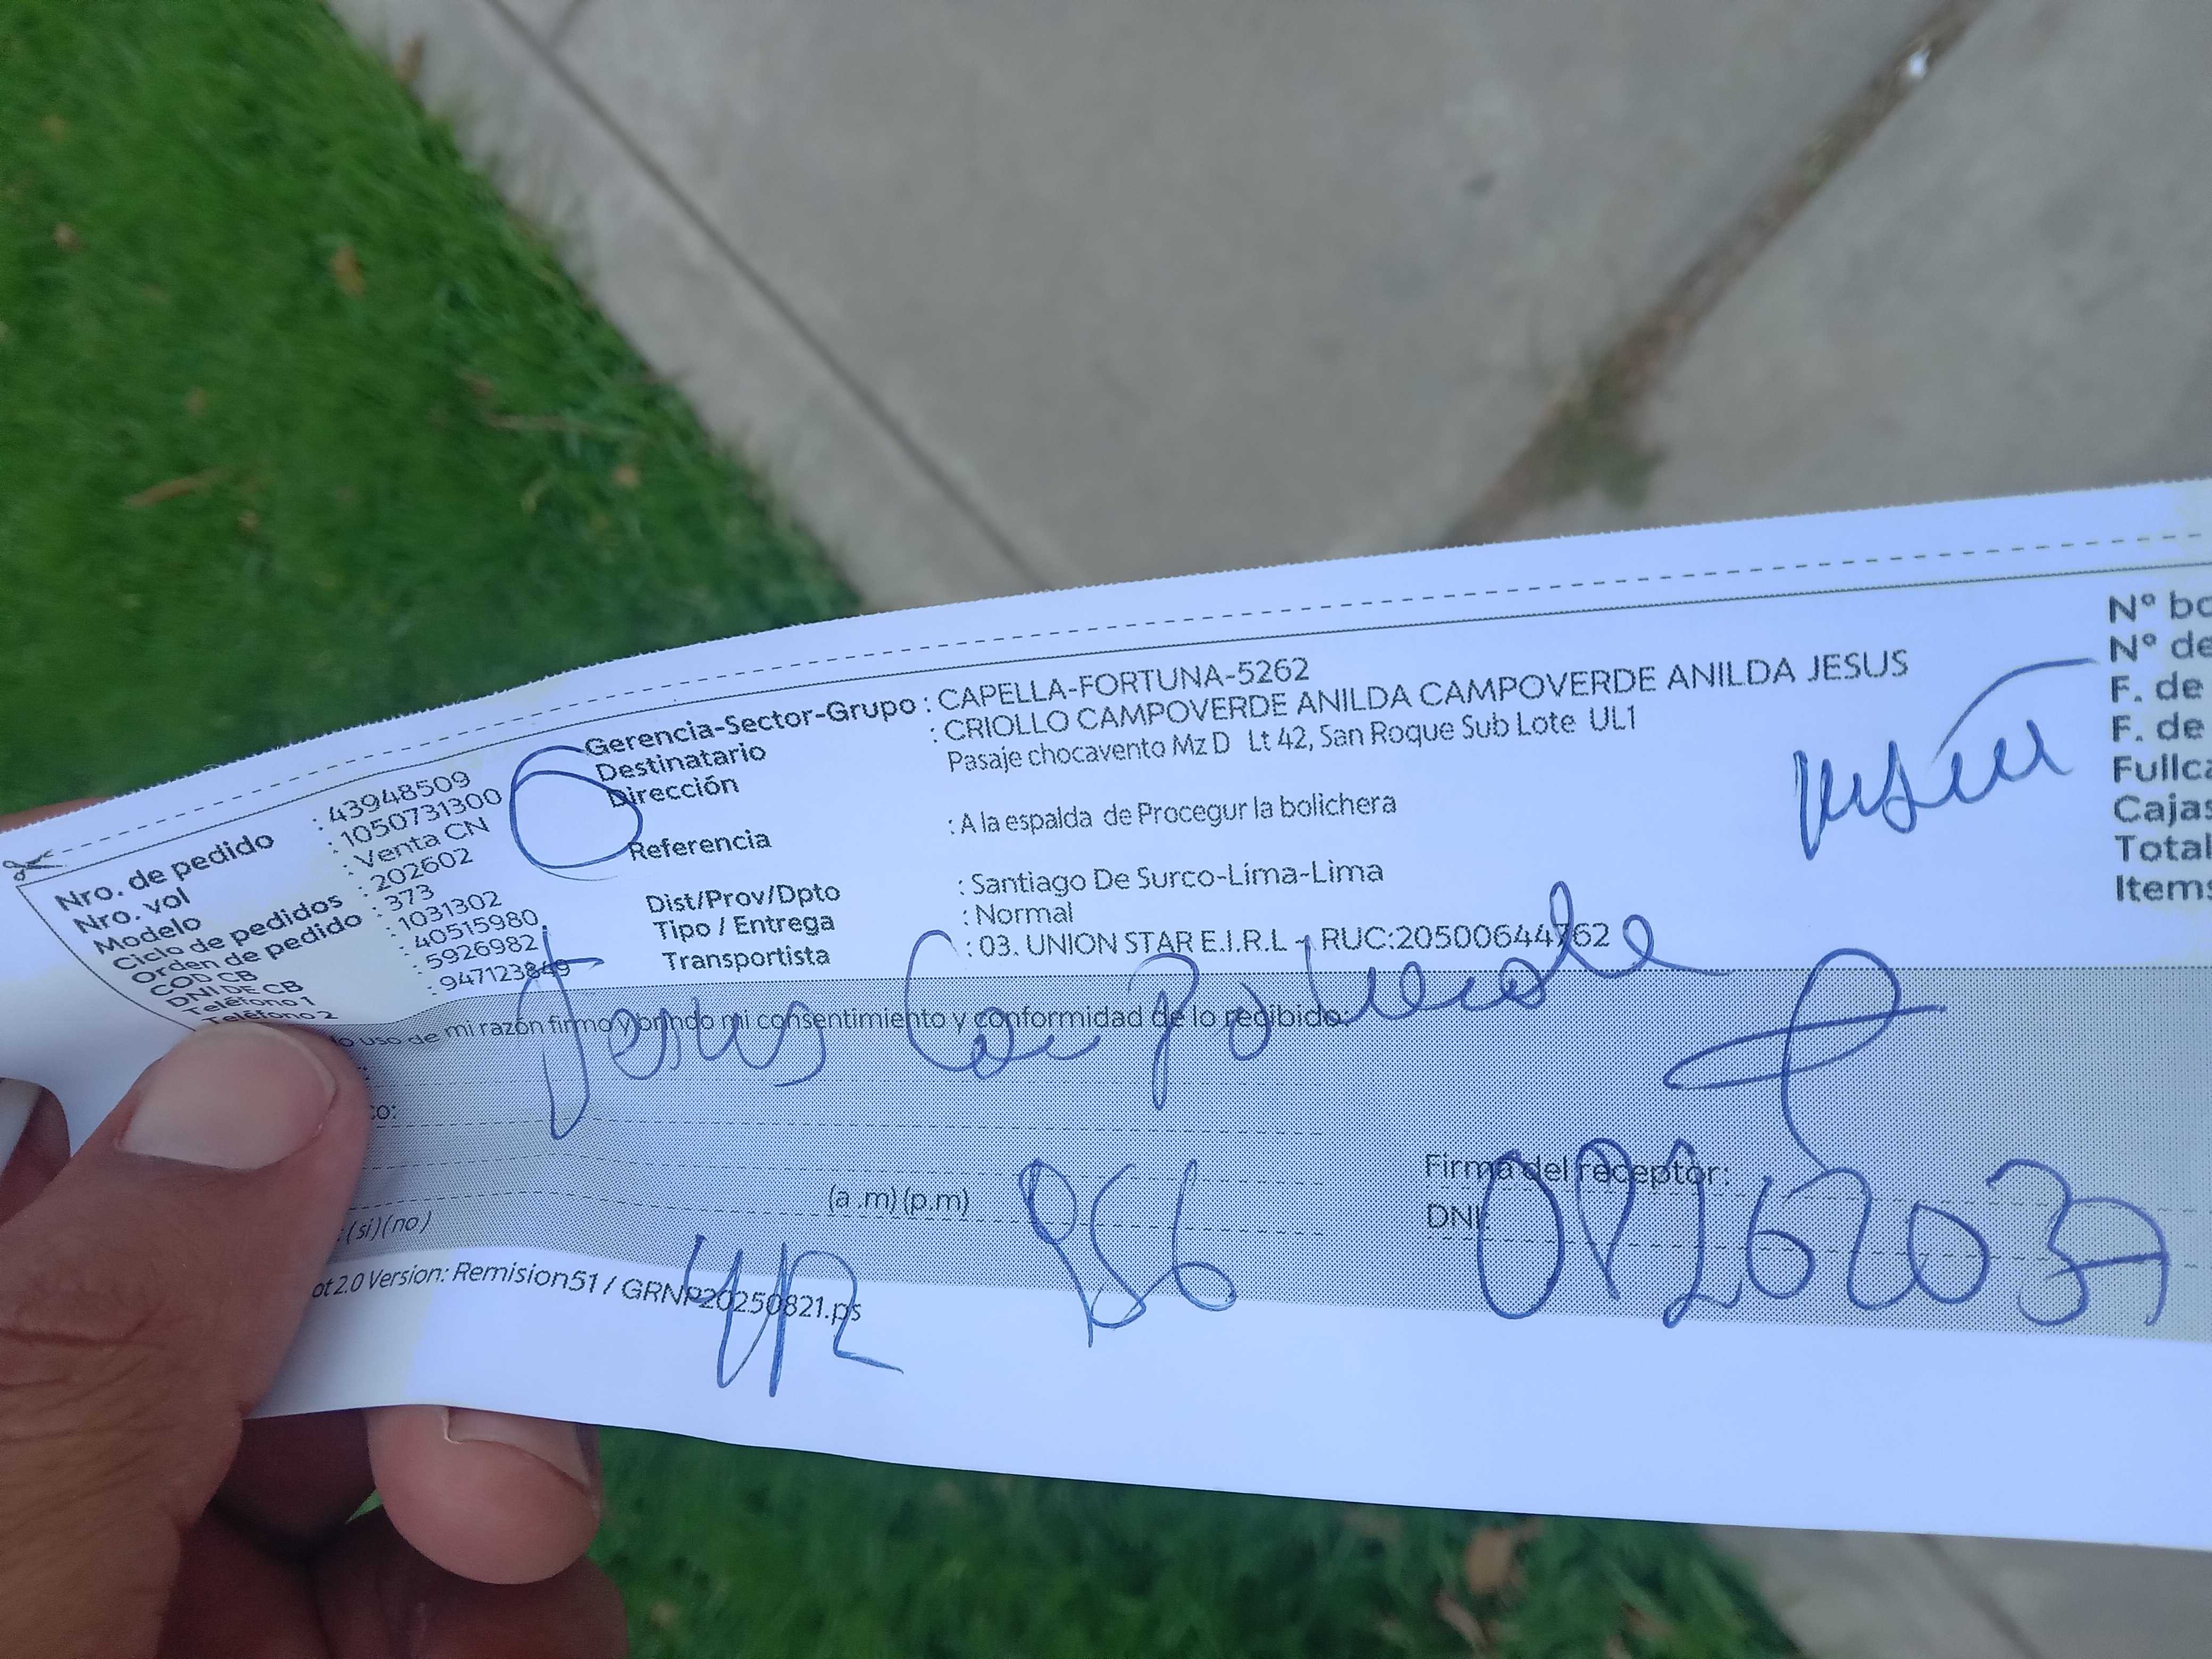 Nro. de pedido : 43948509
Nro. vol : 1050731300
Modelo : Venta CN
Ciclo de pedidos : 202602
Orden de pedido : 373
COD CB : 1031302
DNI DE CB : 40515980
Teléfono 1 : 5926982
Teléfono 2 : 947123849
Gerencia-Sector-Grupo : CAPELLA-FORTUNA-5262
Destinatario : CRIOLLO CAMPOVERDE ANILDA CAMPOVERDE ANILDA JESUS
Dirección Pasaje chocavento Mz D Lt 42, San Roque Sub Lote UL1
Referencia : A la espalda de Procegur la bolichera
Dist/Prov/Dpto : Santiago De Surco-Lima-Lima
Tipo / Entrega : Normal
Transportista : 03. UNION STAR E.I.R.L - RUC:20500644762
N° bo
N° de
F. de
F. de
Fullca
Cajas
Total
Items
uso de mi razón firmo y brindo mi consentimiento y conformidad de lo recibido:
Jesus Campoverde
co:
(a .m) (p.m)
956
Firma del receptor:
DNI:
: ( si ) ( no )
ot 2.0 Version: Remision51 / GRNP20250821.ps